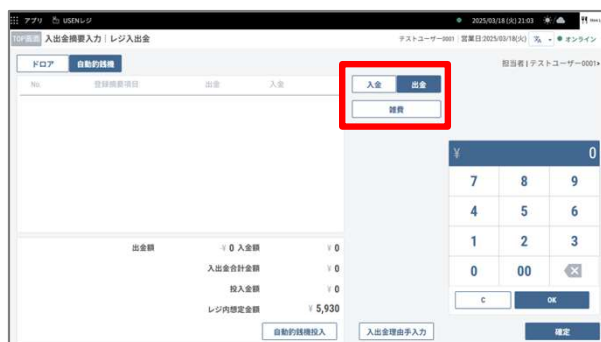 アプリ USENレジ 2025/03/18(火) 21:03
TOP画面 入出金摘要入力 | レジ入出金 テストユーザー0001 営業日:2025/03/18(火) オンライン
ドロア 自動釣銭機 担当者 | テストユーザー0001
No. 登録摘要項目 出金 入金
入金 出金
雑費
¥ 0
7 8 9
4 5 6
1 2 3
0 00
C OK
出金額 -¥ 0 入金額 ¥ 0
入出金合計金額 ¥ 0
投入金額 ¥ 0
レジ内想定金額 ¥ 5,930
自動釣銭機投入 入出金理由手入力 確定